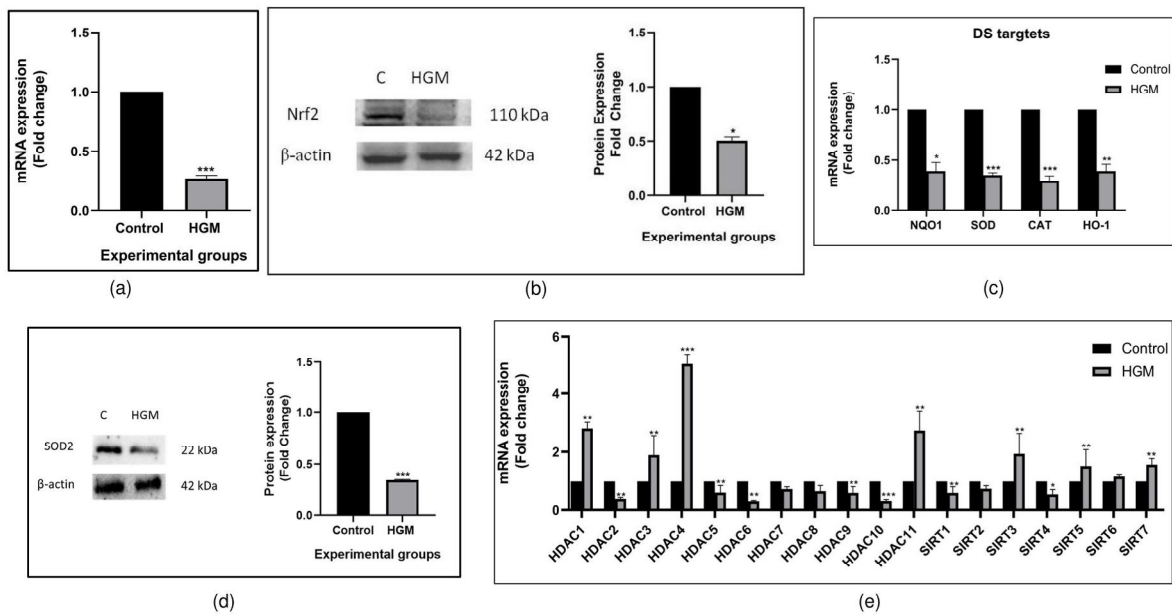 mRNA expression
(Fold change)
1.5
1.0
0.5
0.0
***
Control
HGM
Experimental groups
(a)
C
HGM
Nrf2
110 kDa
β-actin
42 kDa
Protein Expression
Fold Change
1.5
1.0
0.5
0.0
*
Control
HGM
Experimental groups
(b)
DS targtets
mRNA expression
(Fold change)
1.5
1.0
0.5
0.0
Control
HGM
*
***
***
**
NQO1
SOD
CAT
HO-1
(c)
C
HGM
SOD2
22 kDa
β-actin
42 kDa
Protein expression
(Fold Change)
1.5
1.0
0.5
0.0
***
Control
HGM
Experimental groups
(d)
mRNA expression
(Fold change)
6
4
2
0
Control
HGM
**
**
**
***
**
**
**
***
**
**
**
*
**
**
HDAC1
HDAC2
HDAC3
HDAC4
HDAC5
HDAC6
HDAC7
HDAC8
HDAC9
HDAC10
HDAC11
SIRT1
SIRT2
SIRT3
SIRT4
SIRT5
SIRT6
SIRT7
(e)